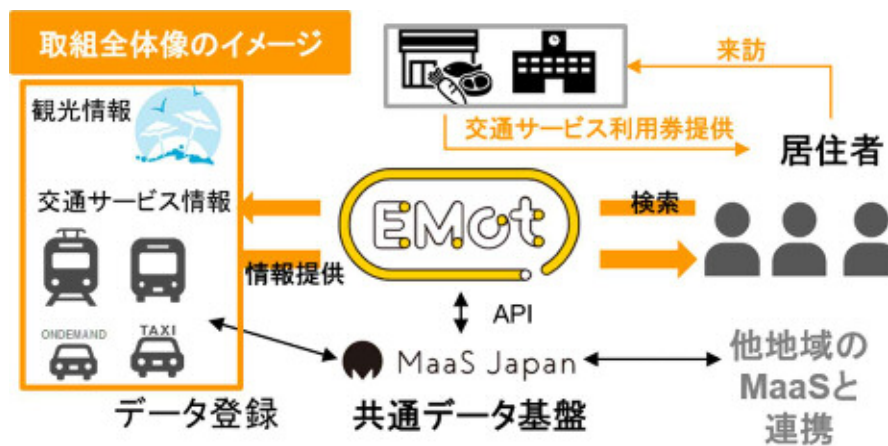 取組全体像のイメージ
観光情報
交通サービス情報
ONDEMAND
TAXI
データ登録
来訪
交通サービス利用券提供
居住者
EMot
検索
情報提供
API
MaaS Japan
共通データ基盤
他地域の
MaaSと
連携